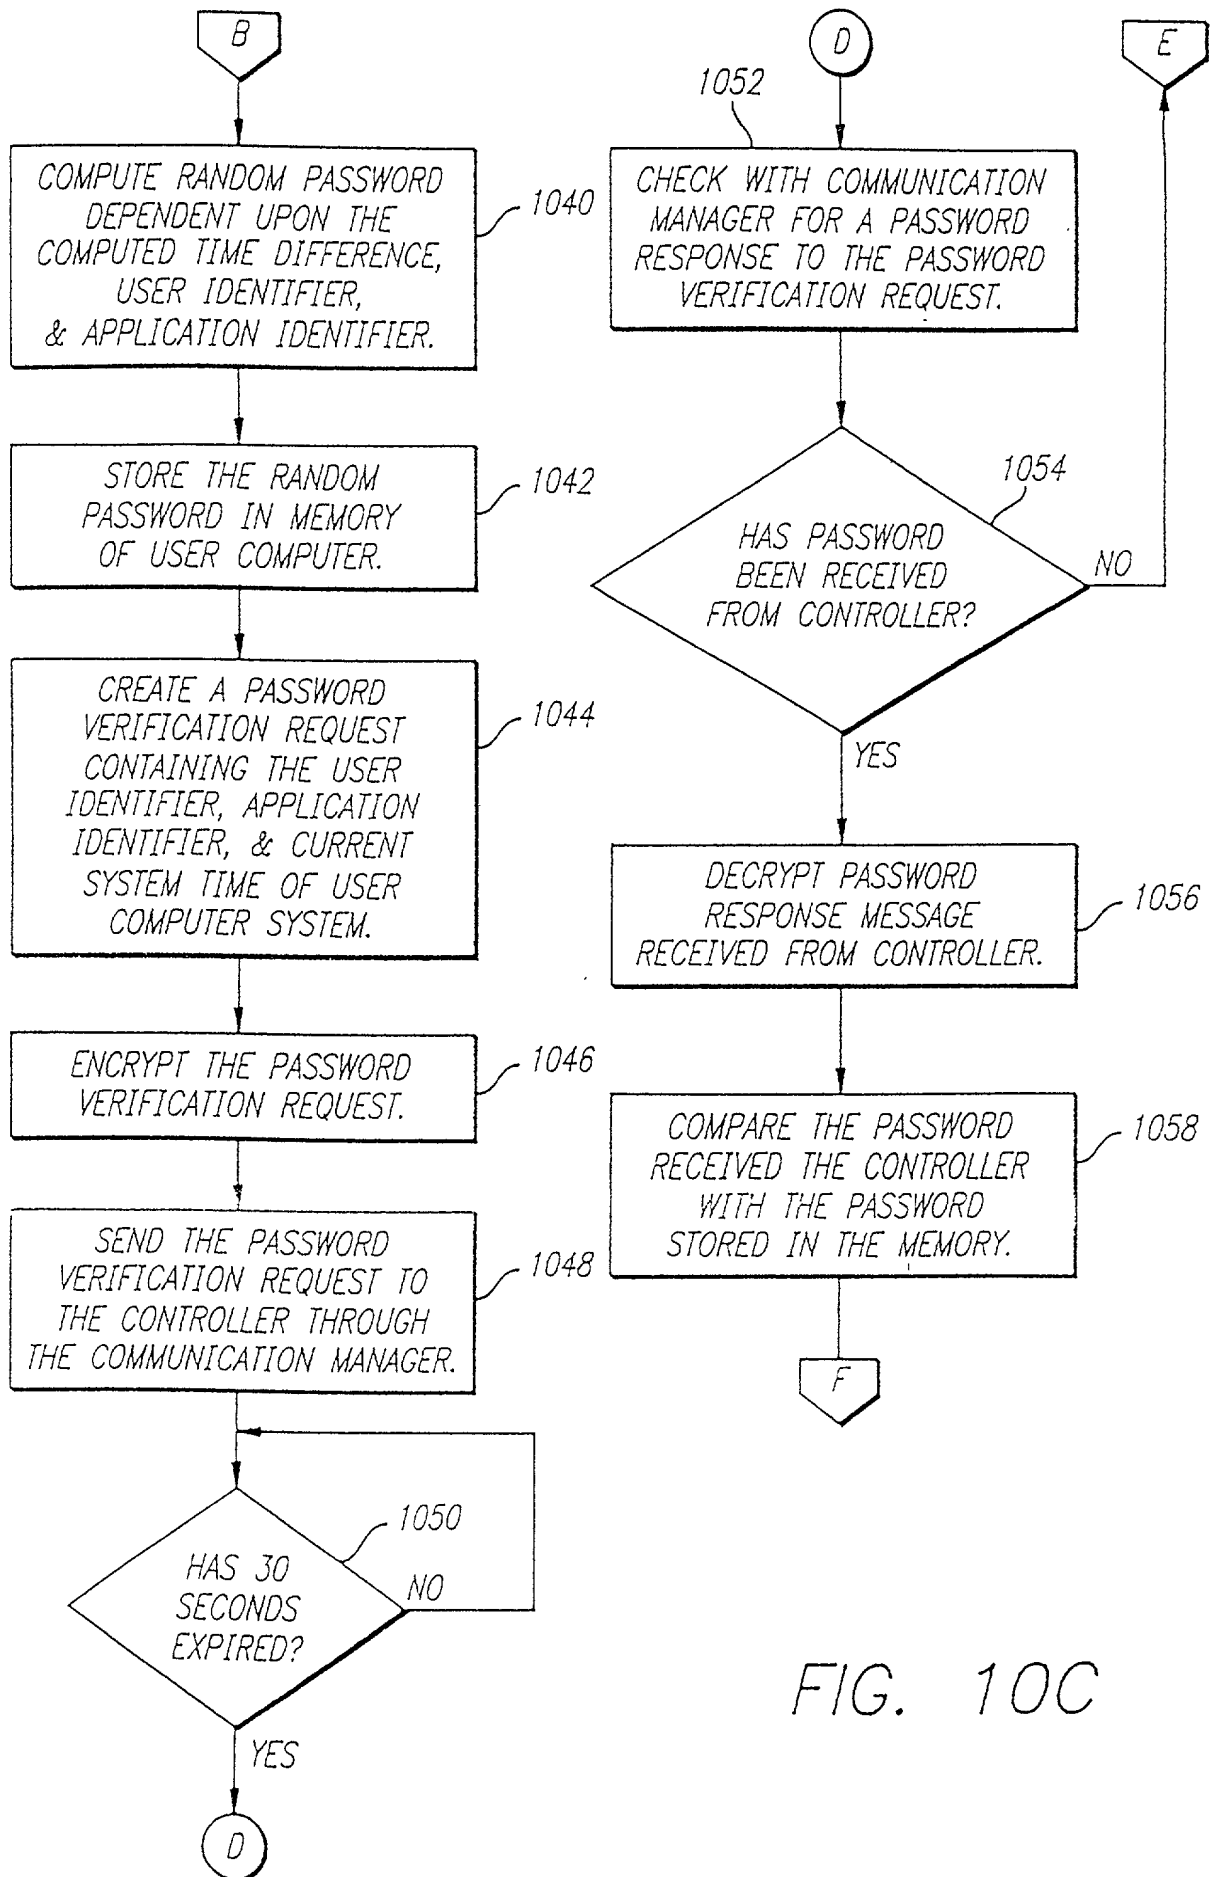 B
COMPUTE RANDOM PASSWORD
DEPENDENT UPON THE
COMPUTED TIME DIFFERENCE,
USER IDENTIFIER,
& APPLICATION IDENTIFIER.
1040
STORE THE RANDOM
PASSWORD IN MEMORY
OF USER COMPUTER.
1042
CREATE A PASSWORD
VERIFICATION REQUEST
CONTAINING THE USER
IDENTIFIER, APPLICATION
IDENTIFIER, & CURRENT
SYSTEM TIME OF USER
COMPUTER SYSTEM.
1044
ENCRYPT THE PASSWORD
VERIFICATION REQUEST.
1046
SEND THE PASSWORD
VERIFICATION REQUEST TO
THE CONTROLLER THROUGH
THE COMMUNICATION MANAGER.
1048
HAS 30
SECONDS
EXPIRED?
1050
NO
YES
D
D
1052
CHECK WITH COMMUNICATION
MANAGER FOR A PASSWORD
RESPONSE TO THE PASSWORD
VERIFICATION REQUEST.
E
1054
HAS PASSWORD
BEEN RECEIVED
FROM CONTROLLER?
NO
YES
DECRYPT PASSWORD
RESPONSE MESSAGE
RECEIVED FROM CONTROLLER.
1056
COMPARE THE PASSWORD
RECEIVED THE CONTROLLER
WITH THE PASSWORD
STORED IN THE MEMORY.
1058
F
FIG. 10C